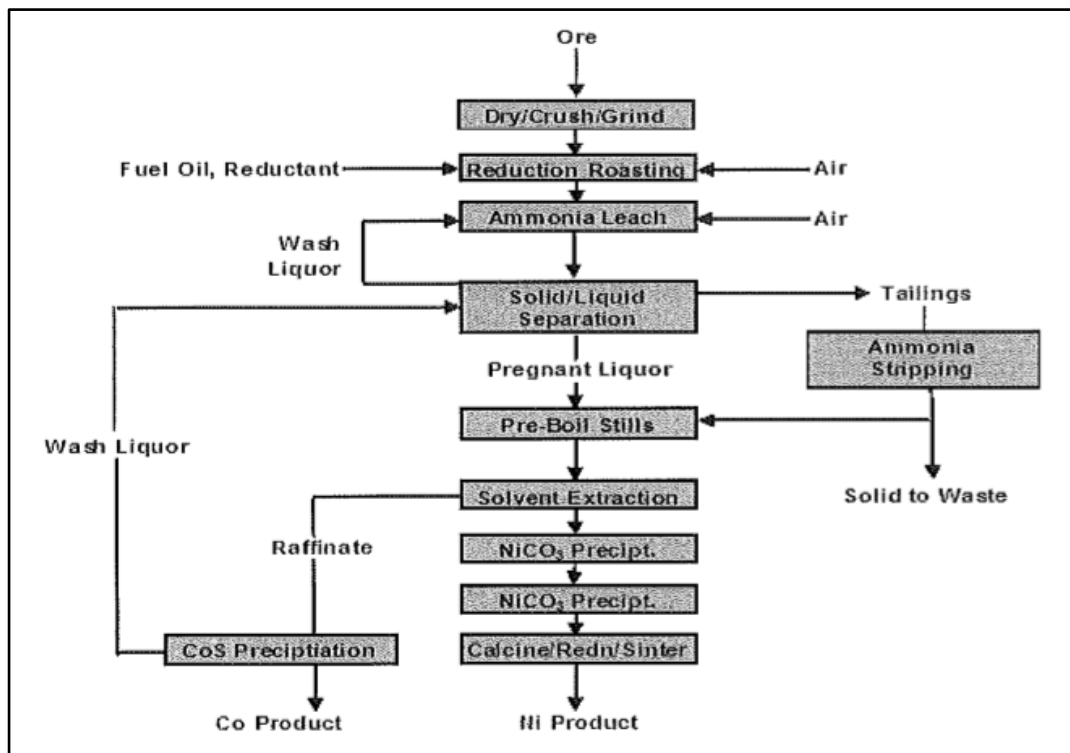 Ore
Dry/Crush/Grind
Fuel Oil, Reductant
Reduction Roasting
Air
Ammonia Leach
Air
Wash
Liquor
Solid/Liquid
Separation
Tailings
Ammonia
Stripping
Pregnant Liquor
Pre-Boil Stills
Wash Liquor
Solvent Extraction
Solid to Waste
Raffinate
NiCO₃ Precipt.
NiCO₃ Precipt.
CoS Preciptiation
Calcine/Redn/Sinter
Co Product
Ni Product